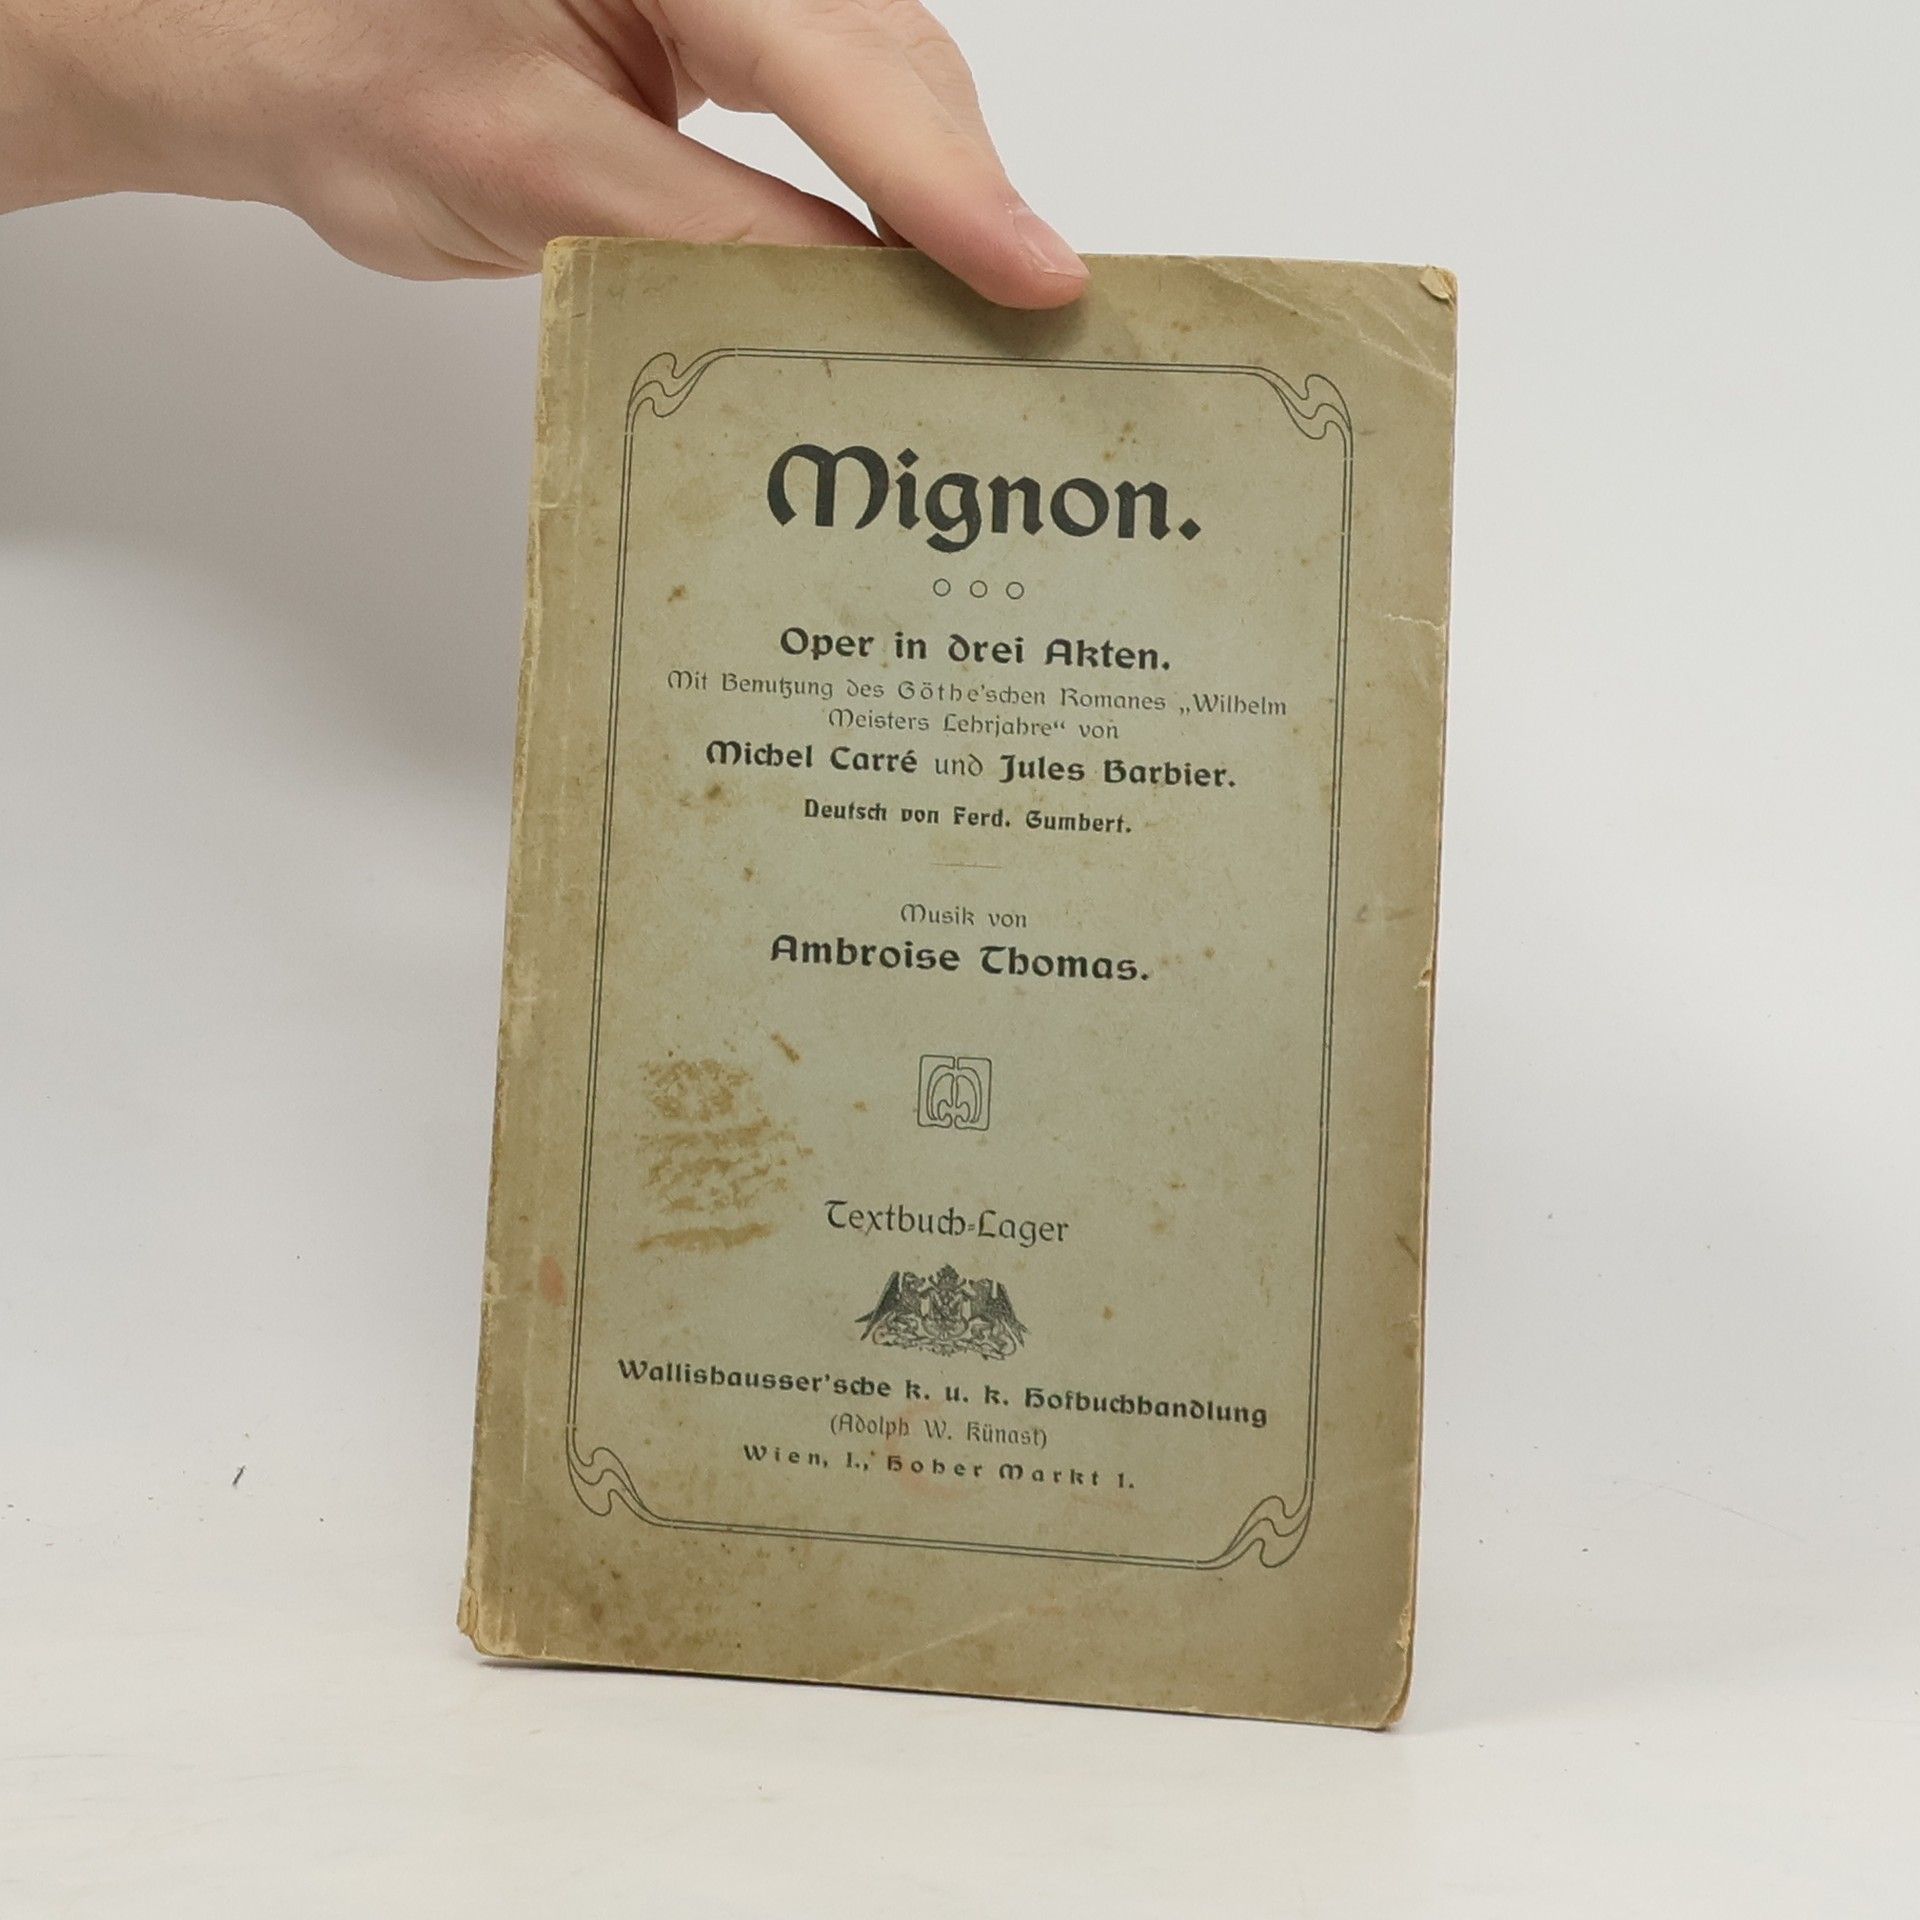 Mignon.
Oper in drei Akten.
Mit Benutzung des Göthe'schen Romanes „Wilhelm
Meisters Lehrjahre“ von
Michel Carré und Jules Barbier.
Deutsch von Ferd. Gumbert.
Musik von
Ambroise Thomas.
Textbuch-Lager
Wallishausser'sche k. u. k. Hofbuchhandlung
(Adolph W. Künast)
Wien, I., Hoher Markt 1.